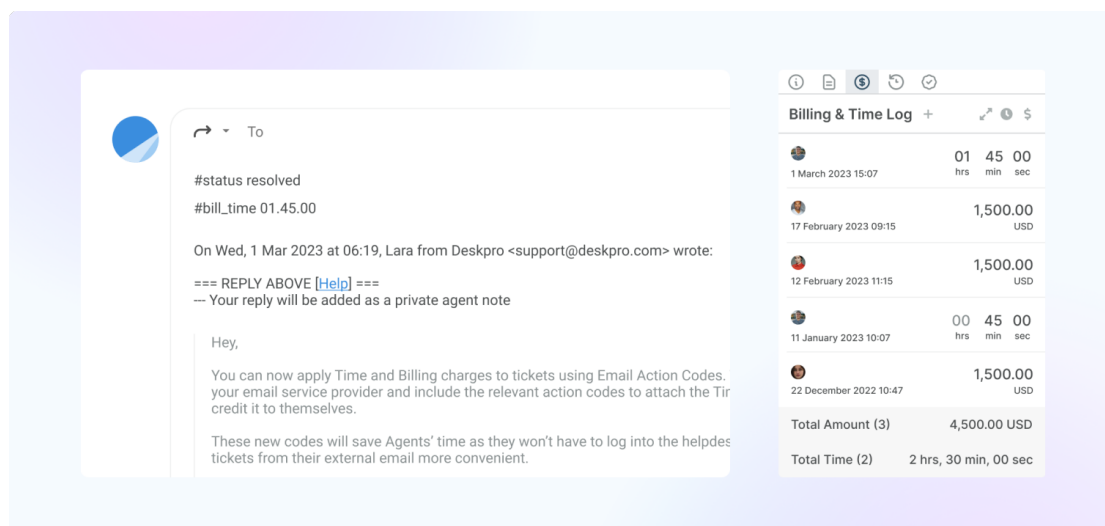 To
#status resolved
#bill_time 01.45.00
On Wed, 1 Mar 2023 at 06:19, Lara from Deskpro <support@deskpro.com> wrote:
=== REPLY ABOVE [Help] ===
--- Your reply will be added as a private agent note
Hey,
You can now apply Time and Billing charges to tickets using Email Action Codes.
your email service provider and include the relevant action codes to attach the
credit it to themselves.
These new codes will save Agents' time as they won't have to log into the
tickets from their external email more convenient.
Billing & Time Log +
01 45 00
1 March 2023 15:07 hrs min sec
1,500.00
17 February 2023 09:15 USD
1,500.00
12 February 2023 11:15 USD
00 45 00
11 January 2023 10:07 hrs min sec
1,500.00
22 December 2022 10:47 USD
Total Amount (3) 4,500.00 USD
Total Time (2) 2 hrs, 30 min, 00 sec